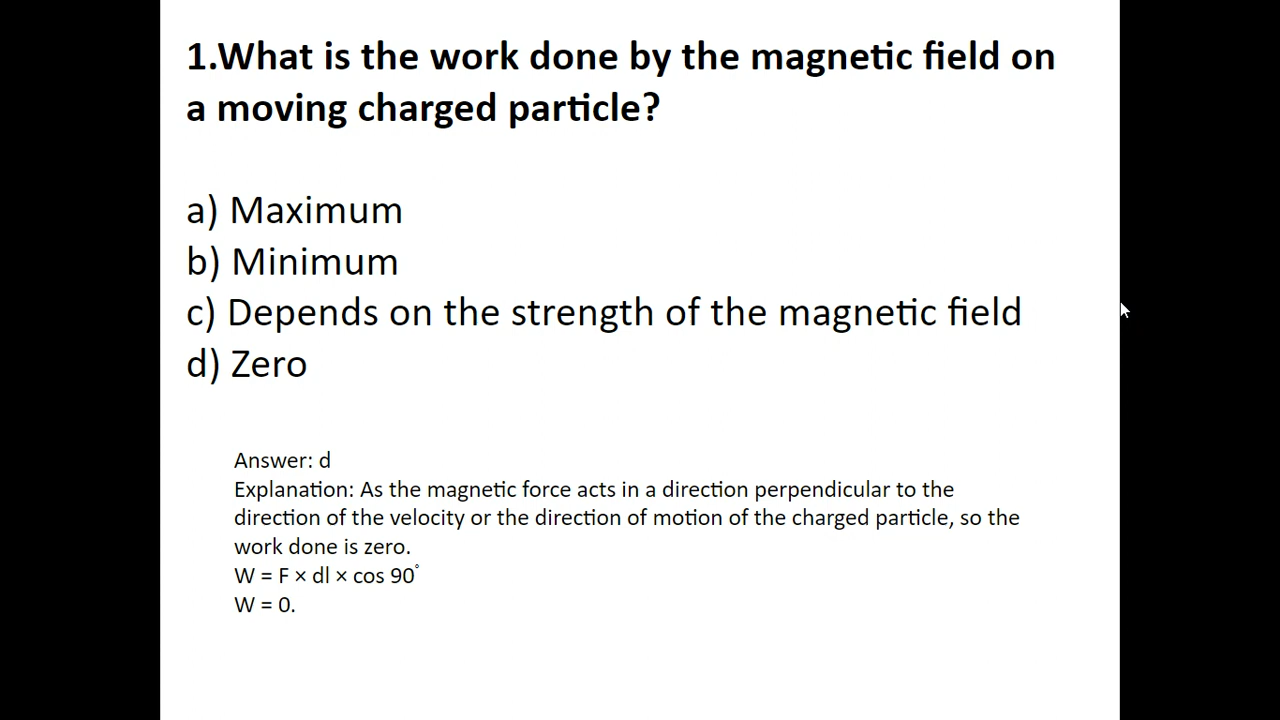 1.What is the work done by the magnetic field on
a moving charged particle?
a) Maximum
b) Minimum
c) Depends on the strength of the magnetic field
d) Zero
Answer: d
Explanation: As the magnetic force acts in a direction perpendicular to the
direction of the velocity or the direction of motion of the charged particle, so the
work done is zero.
W = F × dl × cos 90°
W = 0.